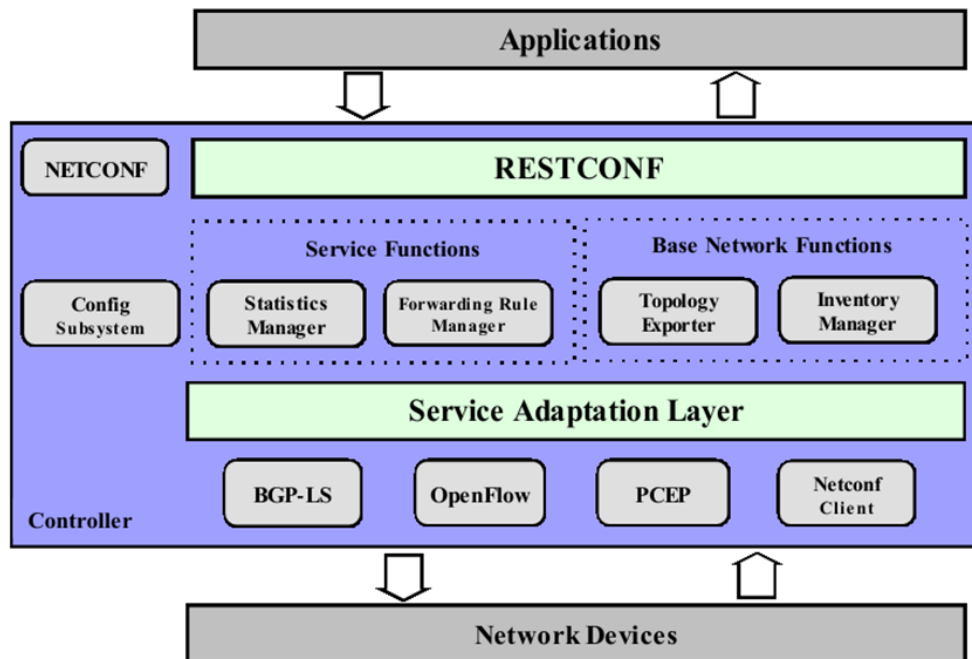 Applications
NETCONF
RESTCONF
Service Functions
Base Network Functions
Config
Subsystem
Statistics
Manager
Forwarding Rule
Manager
Topology
Exporter
Inventory
Manager
Service Adaptation Layer
BGP-LS
OpenFlow
PCEP
Netconf
Client
Controller
Network Devices